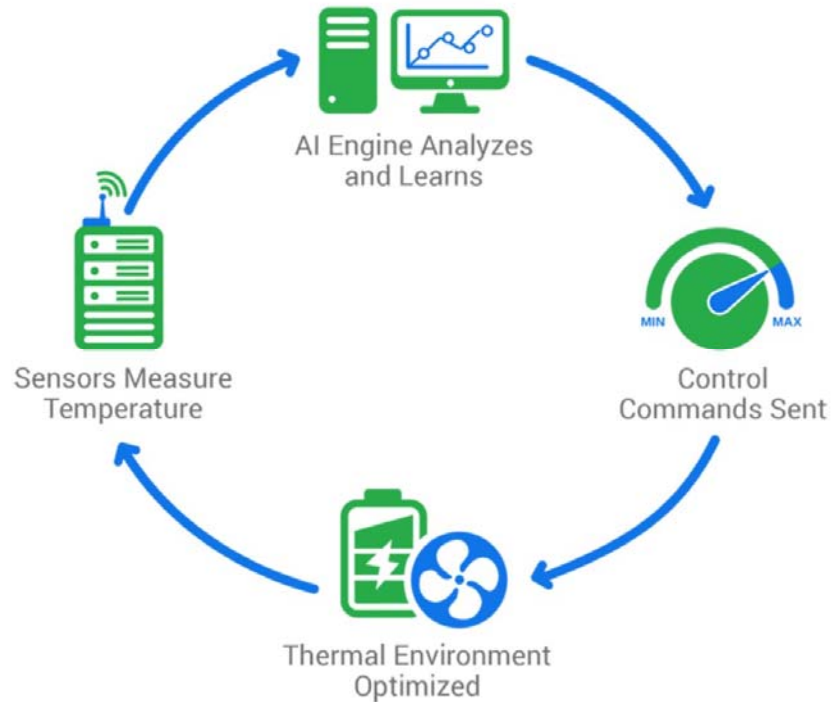 AI Engine Analyzes
and Learns
MIN
MAX
Control
Commands Sent
Sensors Measure
Temperature
Thermal Environment
Optimized